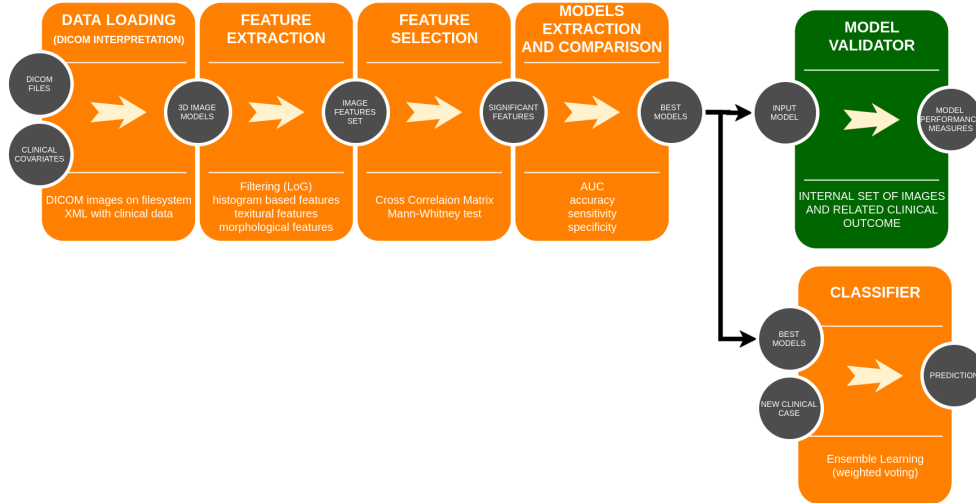 DATA LOADING
(DICOM INTERPRETATION)
DICOM
FILES
CLINICAL
COVARIATES
DICOM images on filesystem
XML with clinical data
FEATURE
EXTRACTION
3D IMAGE
MODELS
Filtering (LoG)
histogram based features
texitural features
morphological features
FEATURE
SELECTION
IMAGE
FEATURES
SET
Cross Correlaion Matrix
Mann-Whitney test
MODELS
EXTRACTION
AND COMPARISON
SIGNIFICANT
FEATURES
AUC
accuracy
sensitivity
specificity
BEST
MODELS
MODEL
VALIDATOR
INPUT
MODEL
MODEL
PERFORMANCE
MEASURES
INTERNAL SET OF IMAGES
AND RELATED CLINICAL
OUTCOME
CLASSIFIER
BEST
MODELS
NEW CLINICAL
CASE
PREDICTION
Ensemble Learning
(weighted voting)